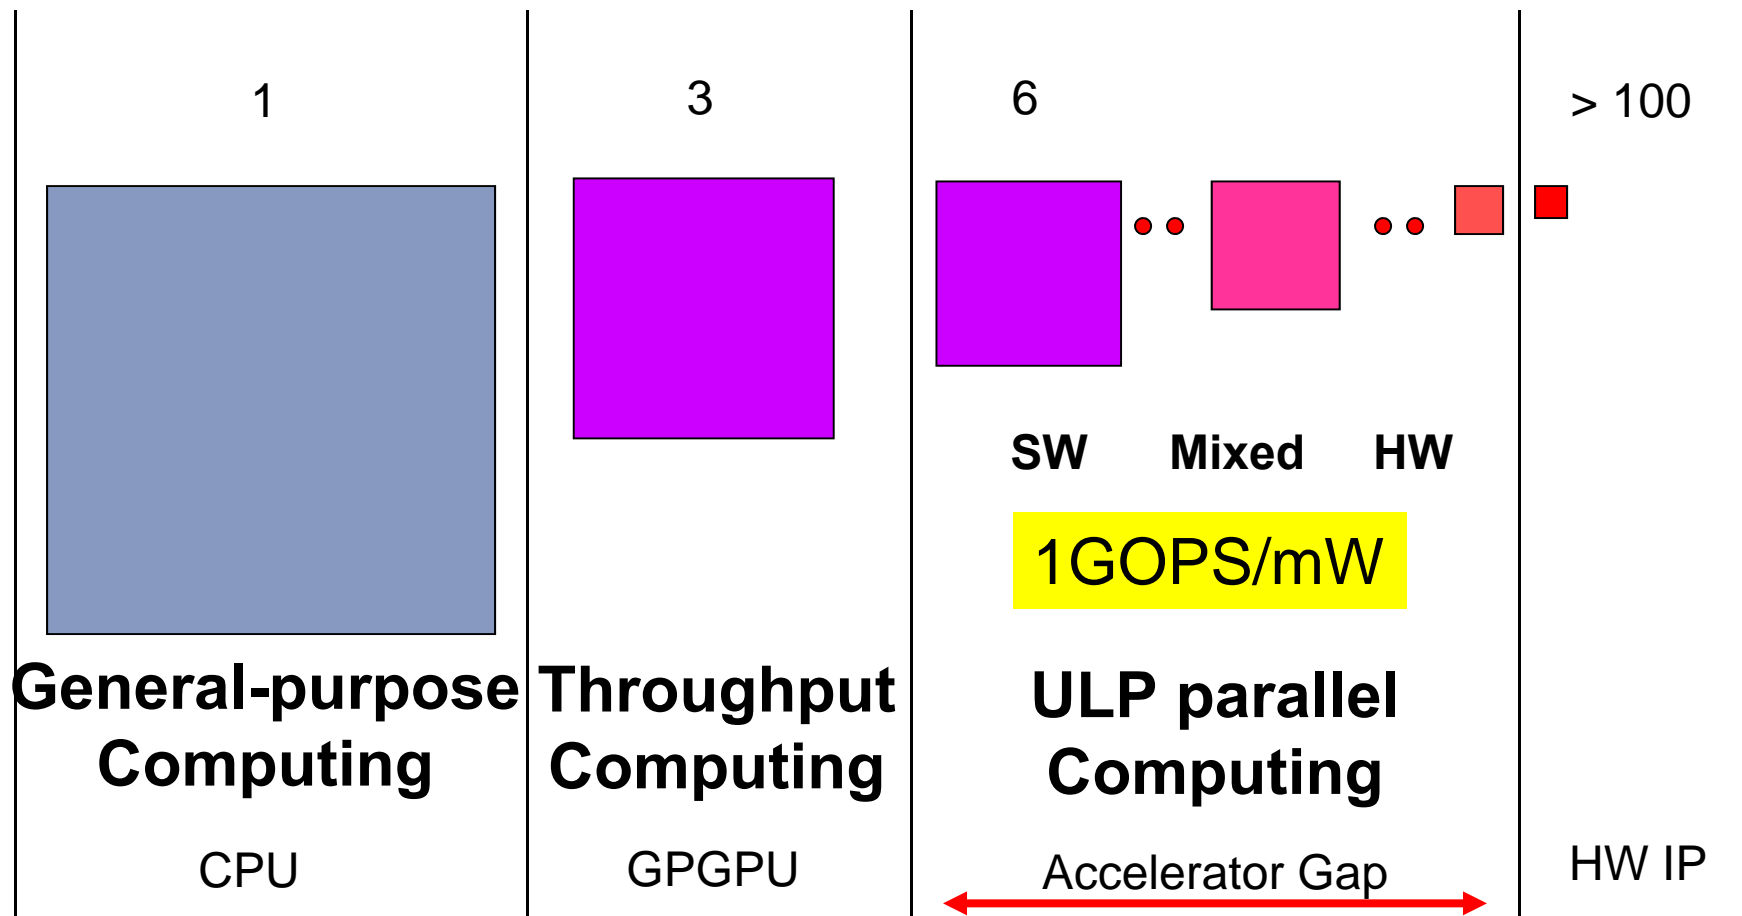 1
3
6
> 100
SW
Mixed
HW
1GOPS/mW
General-purpose
Computing
Throughput
Computing
ULP parallel
Computing
CPU
GPGPU
Accelerator Gap
HW IP